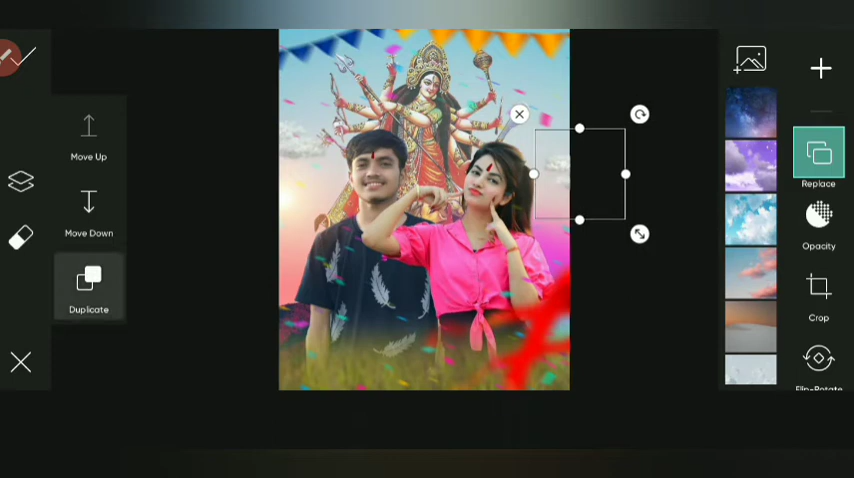 Move Up
Move Down
Duplicate
Replace
Opacity
Crop
Flip-Rotate